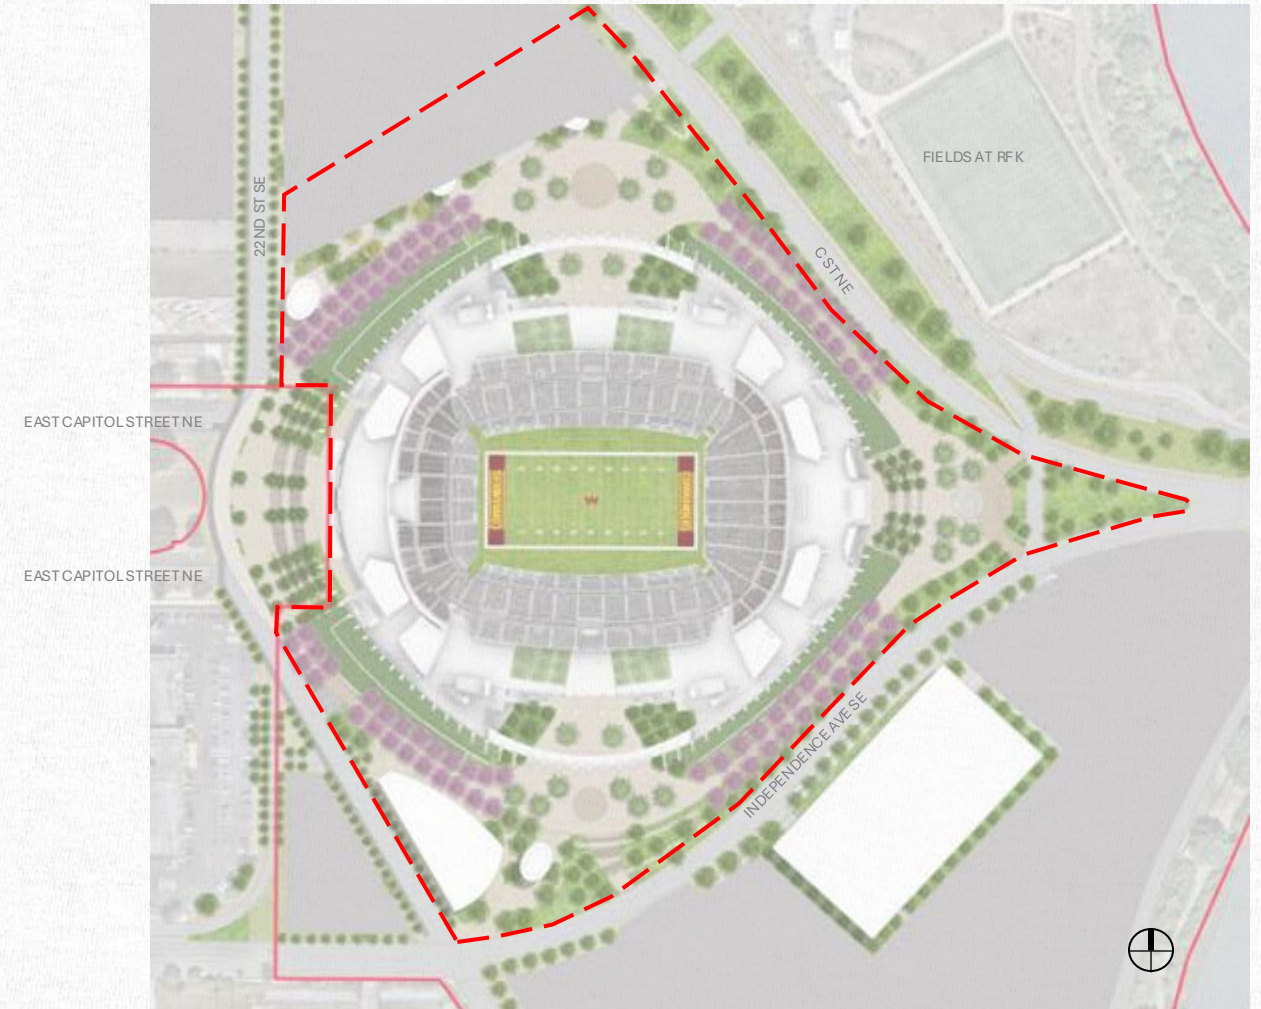 FIELDS AT RFK
22ND ST SE
C ST NE
EAST CAPITOL STREET NE
W
EAST CAPITOL STREET NE
INDEPENDENCE AVE SE